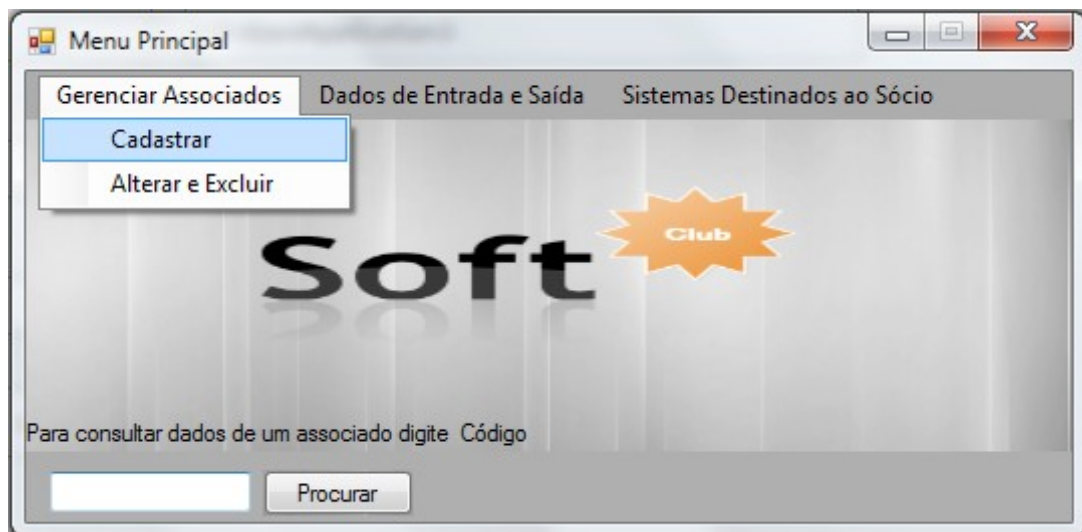 Menu Principal
Gerenciar Associados Dados de Entrada e Saída Sistemas Destinados ao Sócio
Cadastrar
Alterar e Excluir
Soft
Club
Para consultar dados de um associado digite Código
Procurar